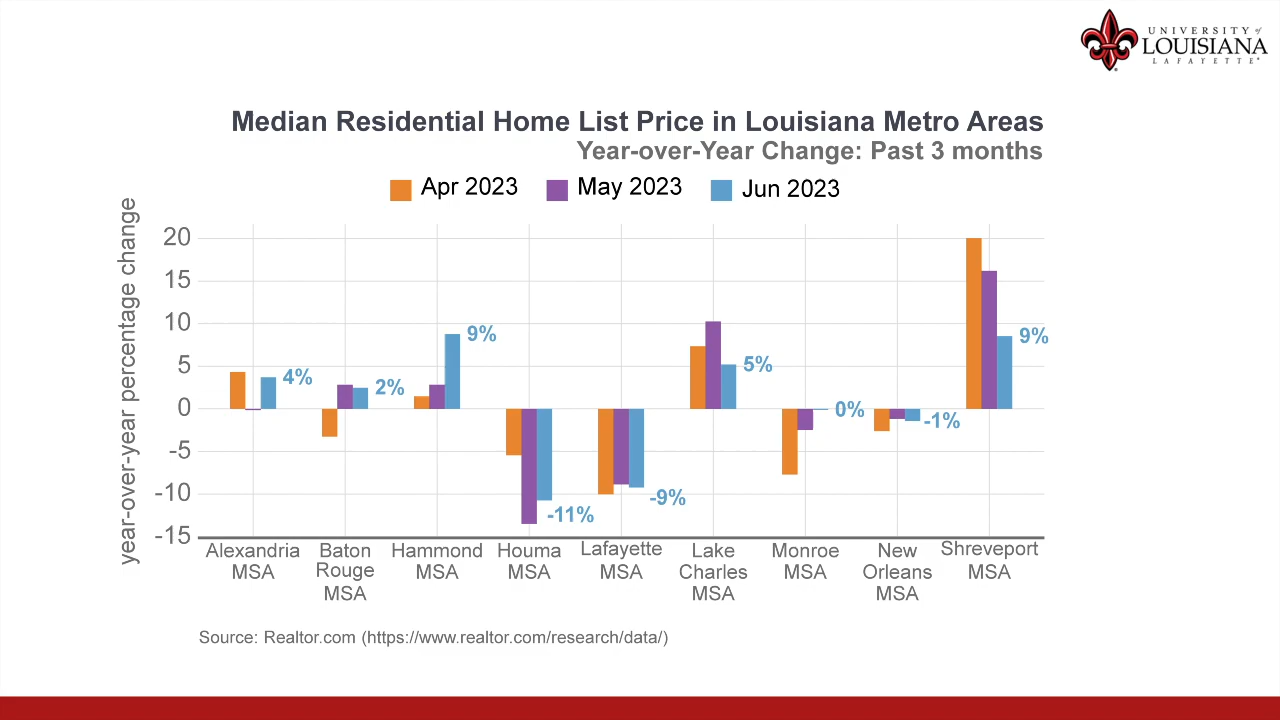 UNIVERSITY of
LOUISIANA
LAFAYETTE®
Median Residential Home List Price in Louisiana Metro Areas
Year-over-Year Change: Past 3 months
Apr 2023
May 2023
Jun 2023
year-over-year percentage change
20
15
10
5
0
-5
-10
-15
4%
2%
9%
-11%
-9%
5%
0%
-1%
9%
Alexandria
MSA
Baton
Rouge
MSA
Hammond
MSA
Houma
MSA
Lafayette
MSA
Lake
Charles
MSA
Monroe
MSA
New
Orleans
MSA
Shreveport
MSA
Source: Realtor.com (https://www.realtor.com/research/data/)